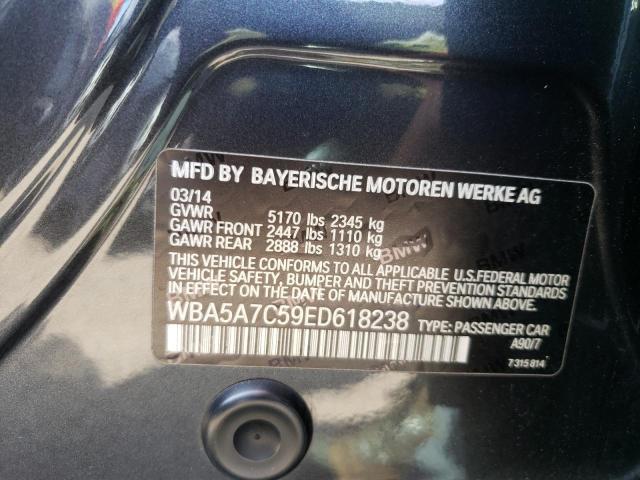 MFD BY BAYERISCHE MOTOREN WERKE AG
03/14
GVWR 5170 lbs 2345 kg
GAWR FRONT 2447 lbs 1110 kg
GAWR REAR 2888 lbs 1310 kg
THIS VEHICLE CONFORMS TO ALL APPLICABLE U.S.FEDERAL MOTOR
VEHICLE SAFETY, BUMPER AND THEFT PREVENTION STANDARDS
IN EFFECT ON THE DATE OF MANUFACTURE SHOWN ABOVE.
WBA5A7C59ED618238 TYPE: PASSENGER CAR
A90/7
7315814